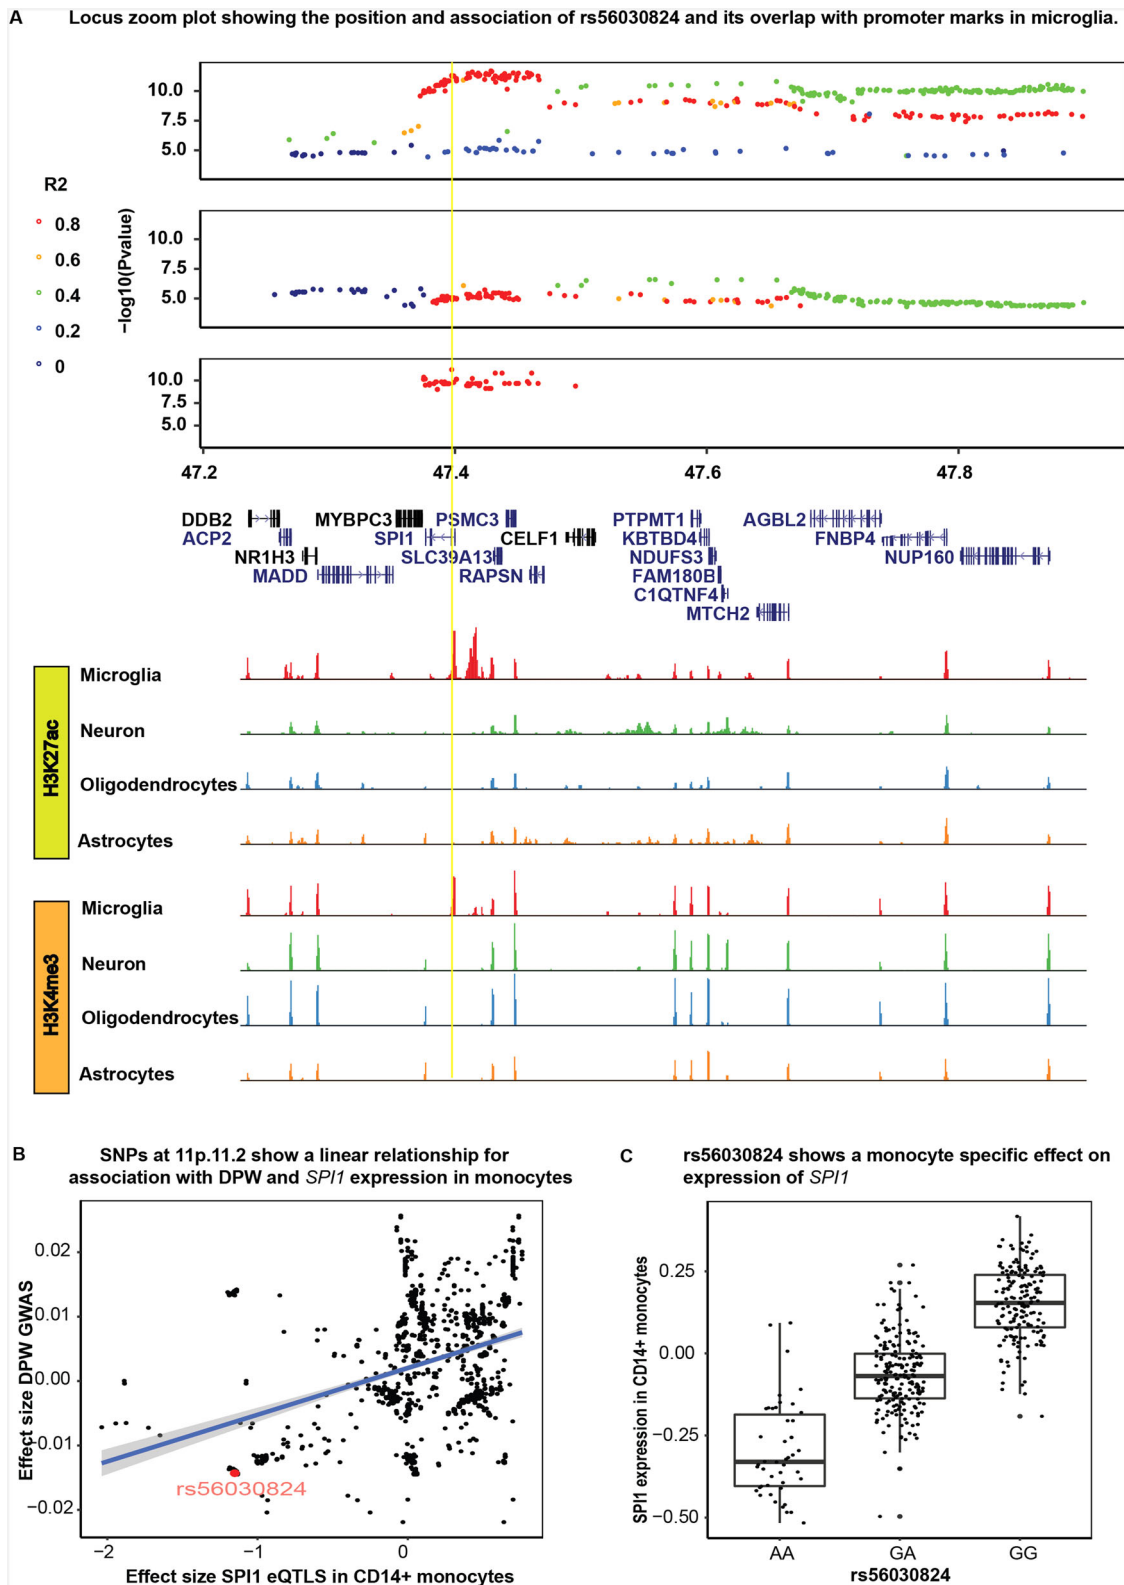 A
Locus zoom plot showing the position and association of rs56030824 and its overlap with promoter marks in microglia.
10.0
7.5
5.0
R2
0.8
0.6
0.4
0.2
0
−log10(Pvalue)
10.0
7.5
5.0
10.0
7.5
5.0
47.2 47.4 47.6 47.8
DDB2 MYBPC3 PSMC3 PTPMT1 AGBL2
ACP2 SPI1 CELF1 KBTBD4 FNBP4
NR1H3 SLC39A13 NDUFS3 NUP160
MADD RAPSN FAM180B
C1QTNF4
MTCH2
H3K27ac
Microglia
Neuron
Oligodendrocytes
Astrocytes
H3K4me3
Microglia
Neuron
Oligodendrocytes
Astrocytes
B
SNPs at 11p.11.2 show a linear relationship for
association with DPW and SPI1 expression in monocytes
Effect size DPW GWAS
0.02
0.01
0.00
−0.01
−0.02
rs56030824
−2 −1 0
Effect size SPI1 eQTLS in CD14+ monocytes
C
rs56030824 shows a monocyte specific effect on
expression of SPI1
SPI1 expression in CD14+ monocytes
0.25
0.00
−0.25
−0.50
AA GA GG
rs56030824